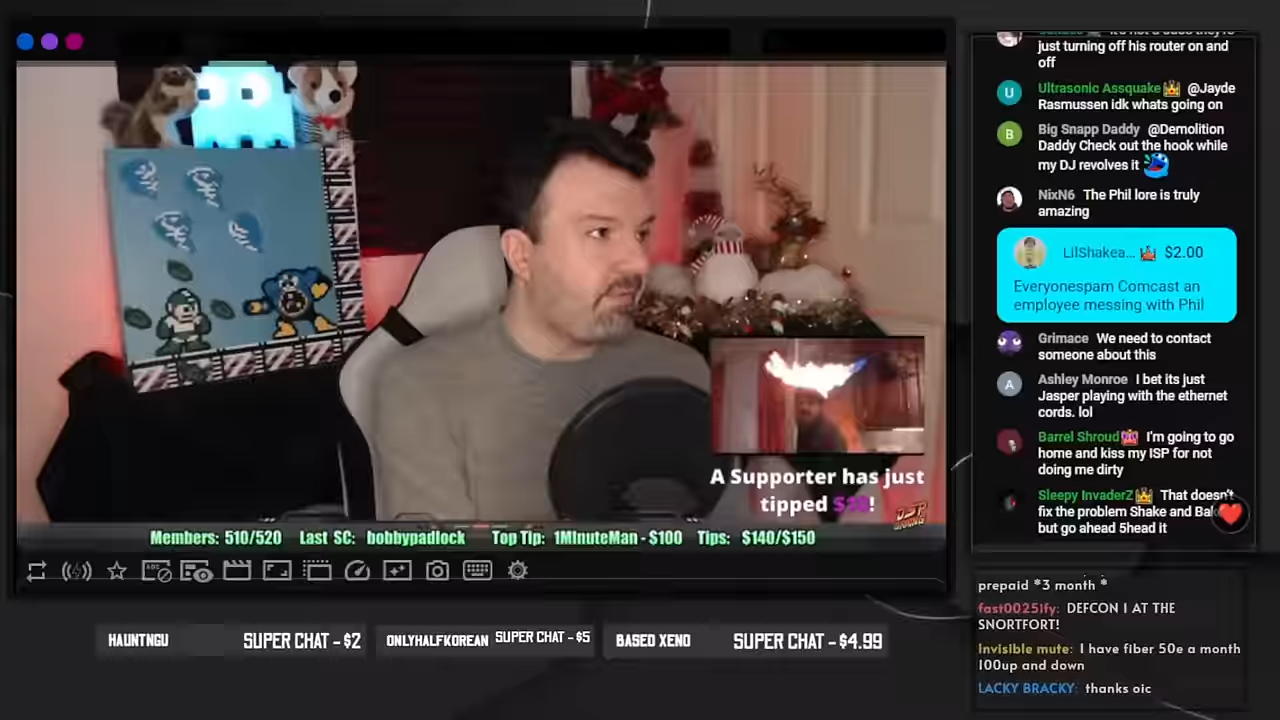 just turning off his router on and
off
Ultrasonic Assquake @Jayde
Rasmussen idk whats going on
Big Snapp Daddy @Demolition
Daddy Check out the hook while
my DJ revolves it
NixN6 The Phil lore is truly
amazing
LilShakea... $2.00
Everyonespam Comcast an
employee messing with Phil
Grimace We need to contact
someone about this
Ashley Monroe I bet its just
Jasper playing with the ethernet
cords. lol
Barrel Shroud I'm going to go
home and kiss my ISP for not
doing me dirty
Sleepy InvaderZ That doesn't
fix the problem Shake and
but go ahead 5head it
A Supporter has just
tipped
Members: 510/520 Last SC: bobbypadlock Top Tip: 1MinuteMan - $100 Tips: $140/$150
HAUNTNGU SUPER CHAT - $2
ONLYHALFKOREAN SUPER CHAT - $5
BASED XEND SUPER CHAT - $4.99
prepaid *3 month *
fast0025lfy: DEFCON 1 AT THE
SNORTFORT!
Invisible mute: I have fiber 50e a month
100up and down
LACKY BRACKY: thanks oic